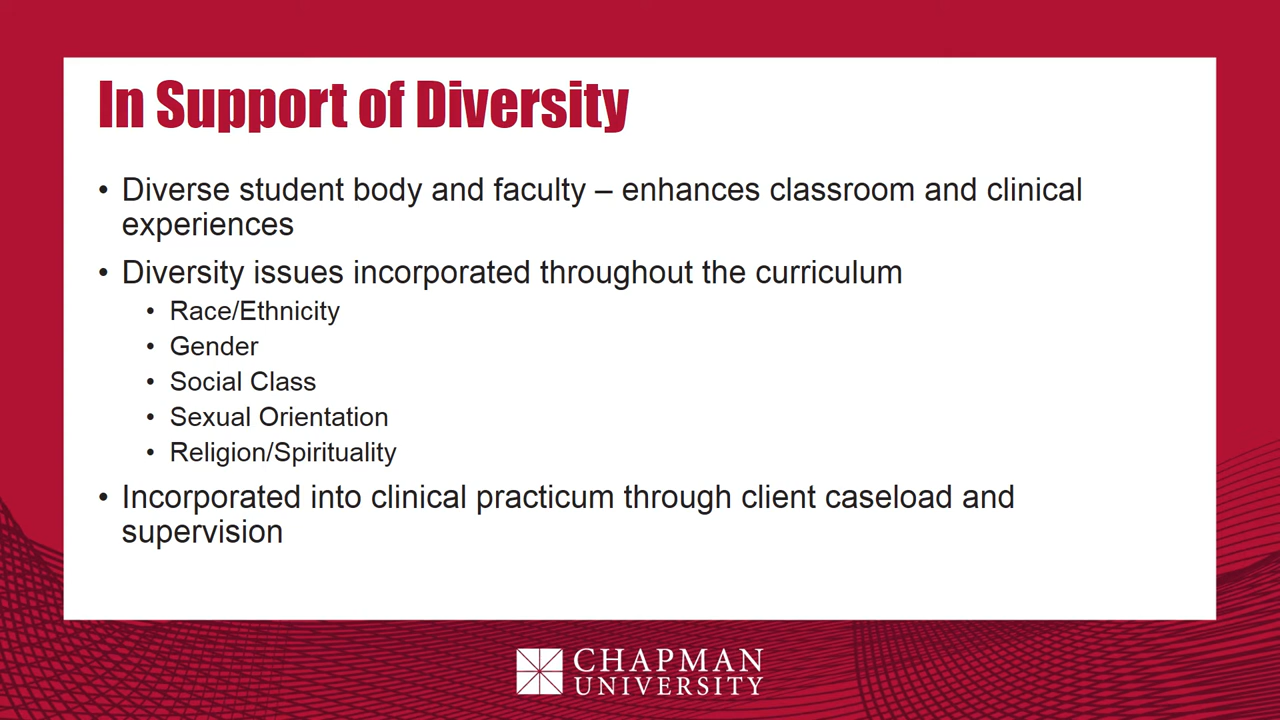 In Support of Diversity
• Diverse student body and faculty – enhances classroom and clinical
experiences
• Diversity issues incorporated throughout the curriculum
• Race/Ethnicity
• Gender
• Social Class
• Sexual Orientation
• Religion/Spirituality
• Incorporated into clinical practicum through client caseload and
supervision
CHAPMAN
UNIVERSITY